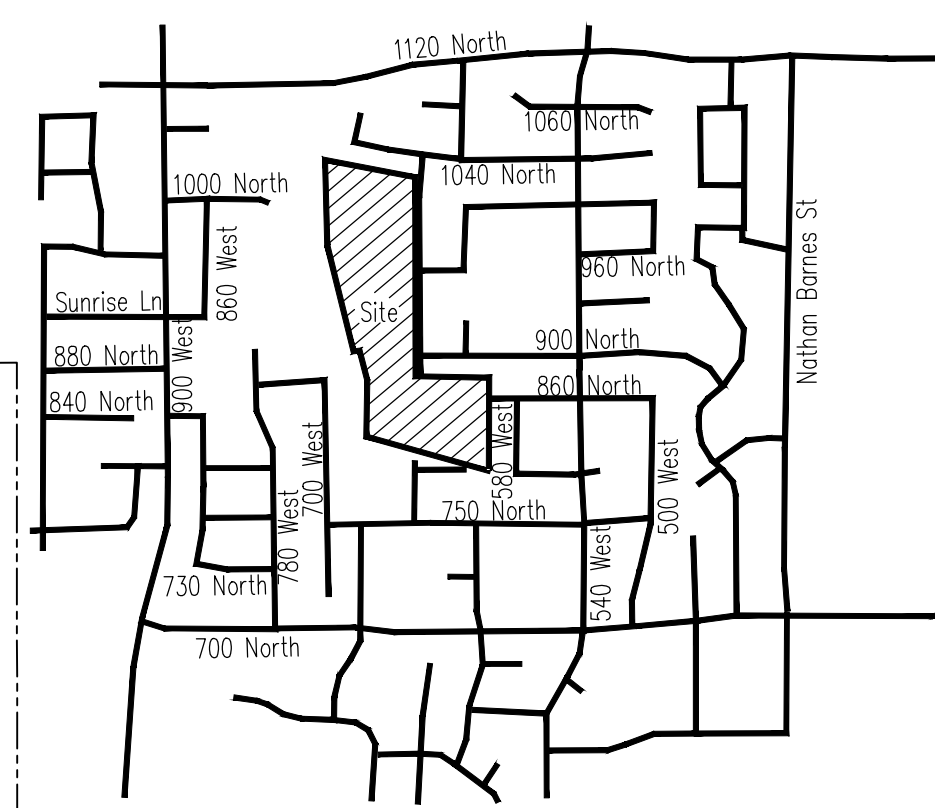 1120 North
1060 North
1040 North
1000 North
Nathan Barnes St
860 West
960 North
Sunrise Ln
Site
900 West
900 North
880 North
860 North
840 North
700 West
580 West
500 West
780 West
750 North
540 West
730 North
700 North